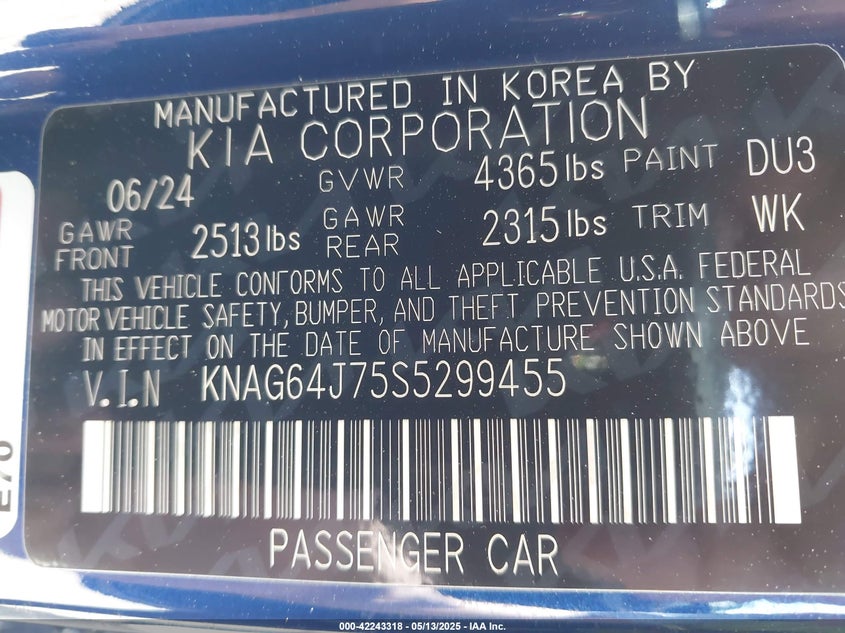 MANUFACTURED IN KOREA BY
KIA CORPORATION
06/24 GVWR 4365 lbs PAINT DU3
GAWR FRONT 2513 lbs GAWR REAR 2315 lbs TRIM WK
THIS VEHICLE CONFORMS TO ALL APPLICABLE U.S.A. FEDERAL
MOTOR VEHICLE SAFETY, BUMPER, AND THEFT PREVENTION STANDARDS
IN EFFECT ON THE DATE OF MANUFACTURE SHOWN ABOVE
V.I.N KNAG64J75S5299455
PASSENGER CAR
E70
000-42243318 - 05/13/2025 - IAA Inc.